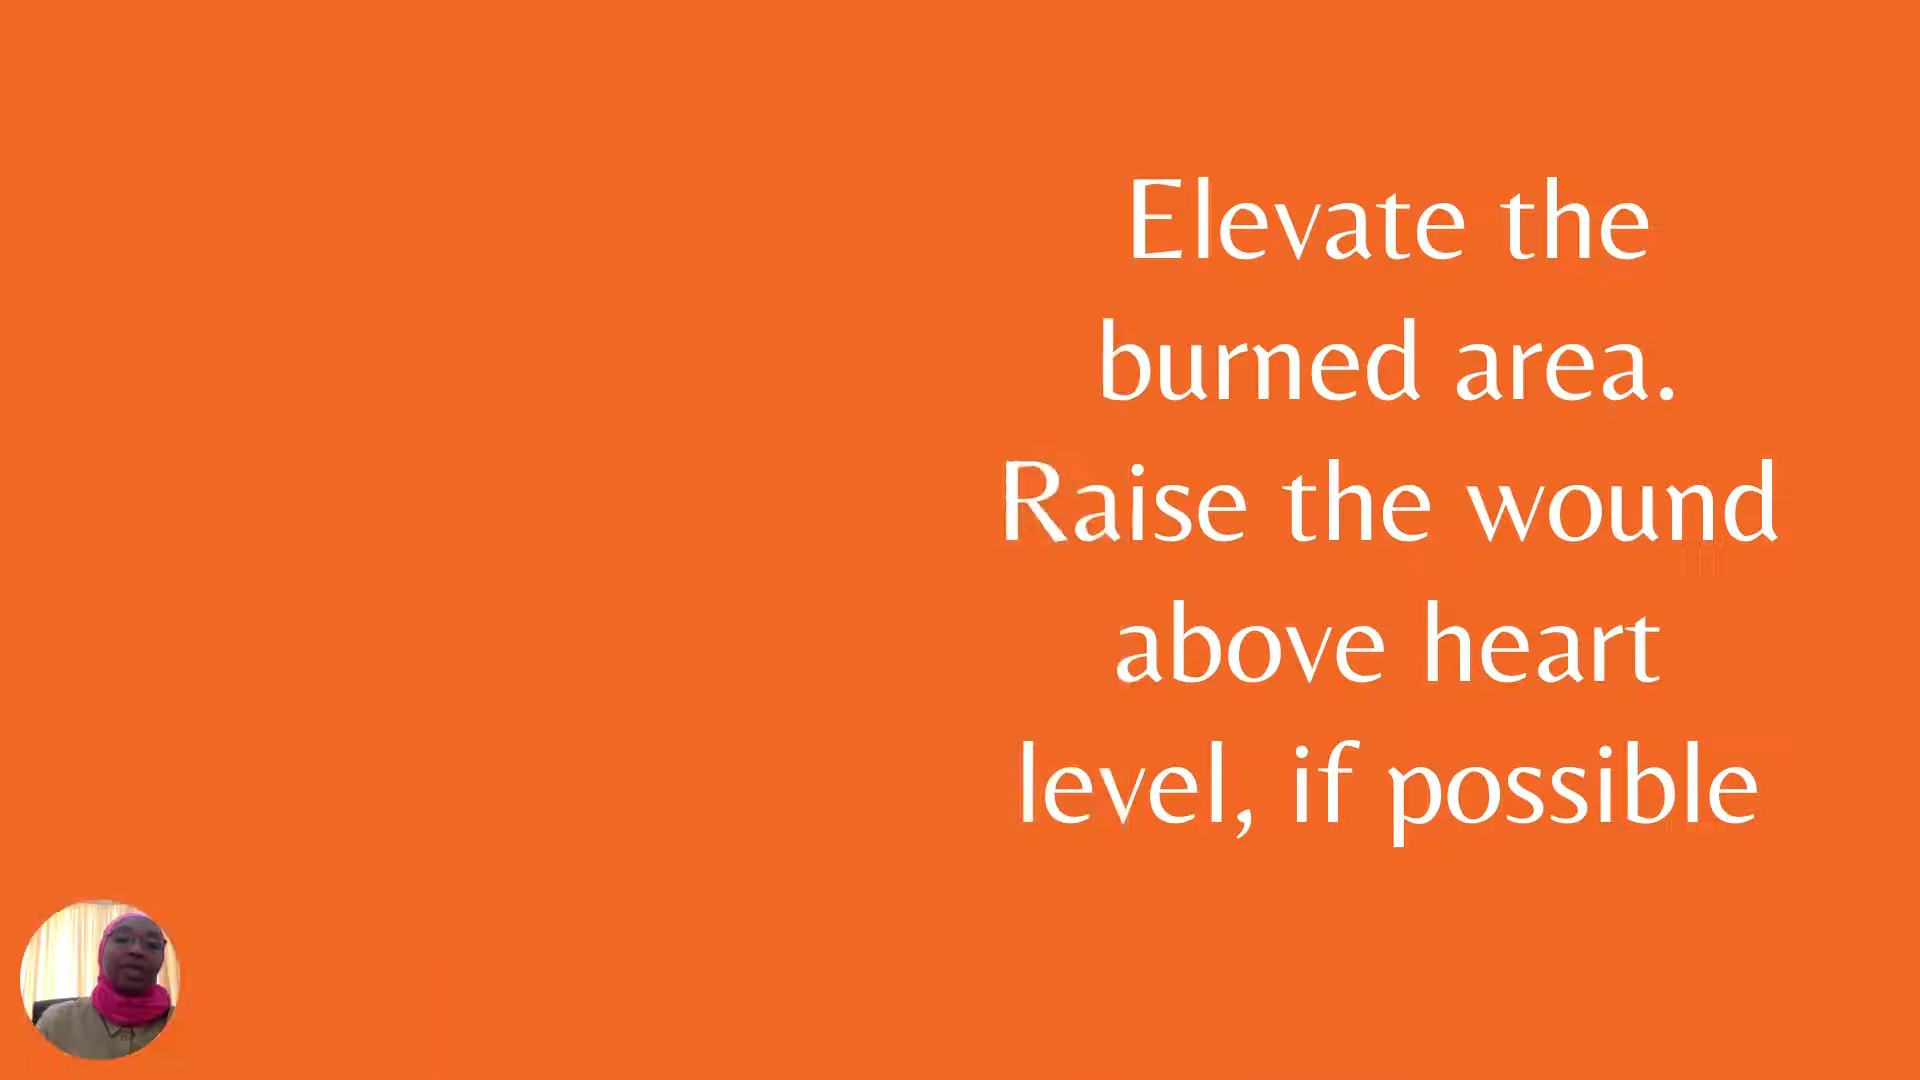 Elevate the
burned area.
Raise the wound
above heart
level, if possible